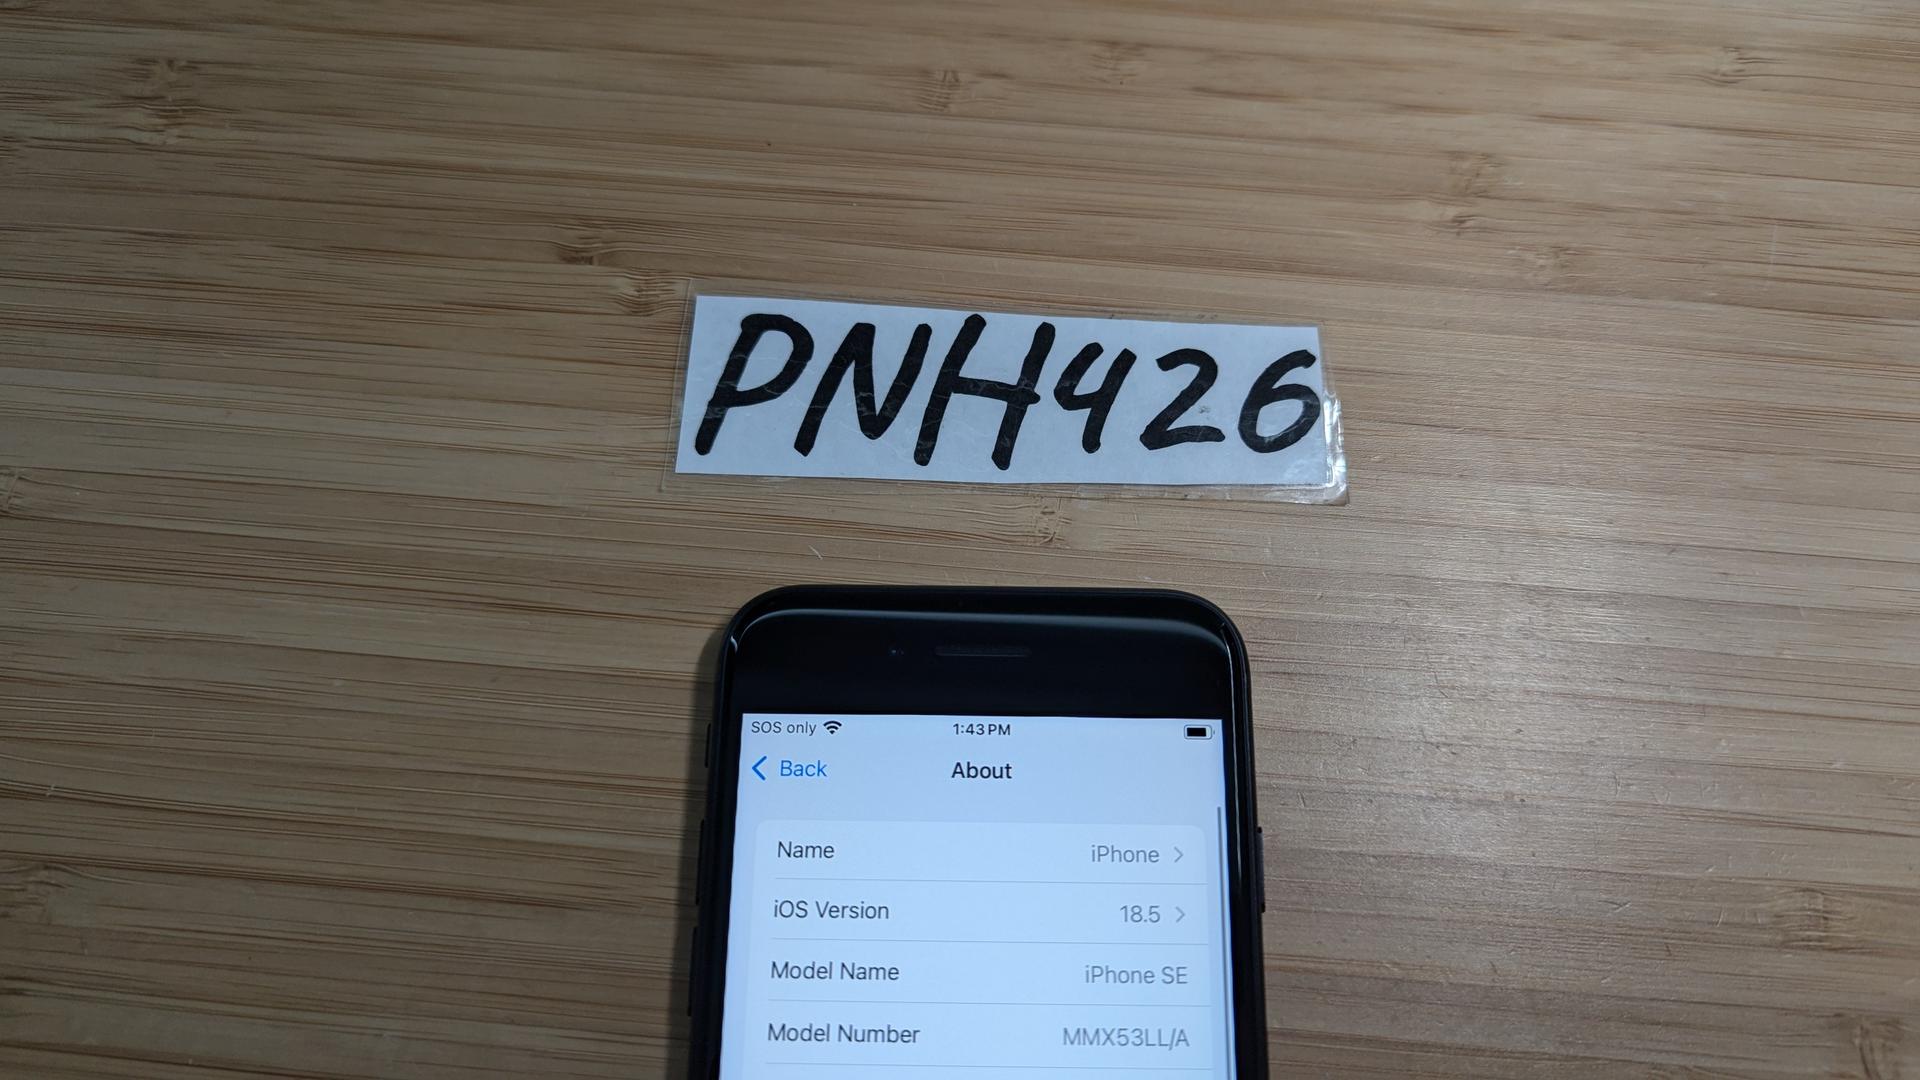 PNH426
SOS only 1:43 PM
Back About
Name iPhone
iOS Version 18.5
Model Name iPhone SE
Model Number MMX53LL/A